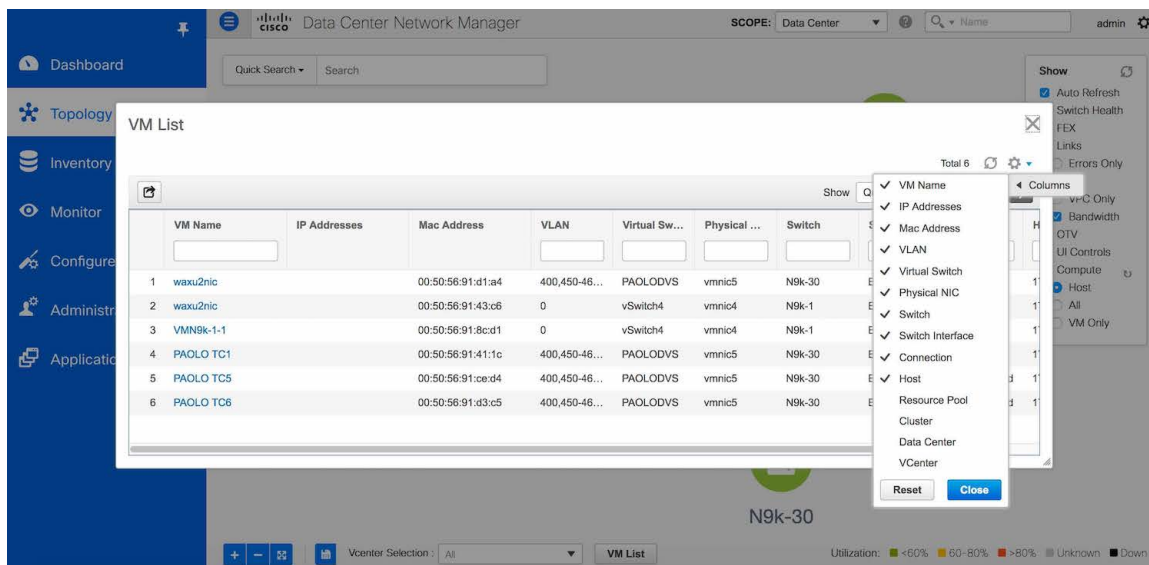 cisco Data Center Network Manager SCOPE: Data Center Name admin
Dashboard
Quick Search Search
Show
Auto Refresh
Topology
Switch Health
VM List
FEX
Links
Inventory
Total 6
Errors Only
VM Name
Columns
Show
IP Addresses
VPC Only
Monitor
Mac Address
Bandwidth
VM Name IP Addresses Mac Address VLAN Virtual Sw... Physical ... Switch
OTV
VLAN
UI Controls
Configure
Virtual Switch
Compute
1 waxu2nic 00:50:56:91:d1:a4 400,450-46... PAOLODVS vmnic5 N9k-30
Physical NIC
Host
2 waxu2nic 00:50:56:91:43:c6 0 vSwitch4 vmnic4 N9k-1
Administr
Switch
All
3 VMN9k-1-1 00:50:56:91:8c:d1 0 vSwitch4 vmnic4 N9k-1
Switch Interface
VM Only
4 PAOLO TC1 00:50:56:91:41:1c 400,450-46... PAOLODVS vmnic5 N9k-30
Connection
Applicatio
5 PAOLO TC5 00:50:56:91:ce:d4 400,450-46... PAOLODVS vmnic5 N9k-30
Host
6 PAOLO TC6 00:50:56:91:d3:c5 400,450-46... PAOLODVS vmnic5 N9k-30
Resource Pool
Cluster
Data Center
VCenter
Reset Close
N9k-30
Vcenter Selection : All VM List
Utilization: <60% 60-80% >80% Unknown Down